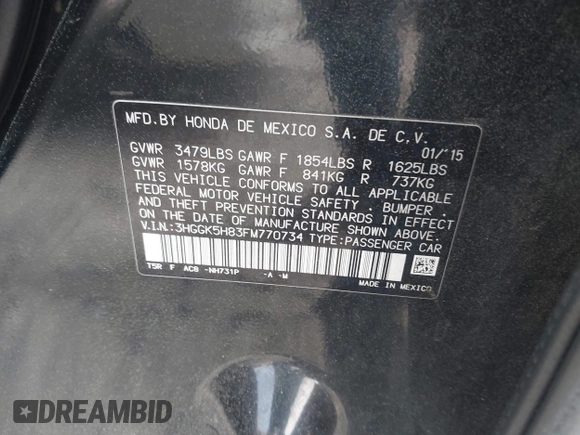 MFD.BY HONDA DE MEXICO S.A. DE C.V.
01/'15
GVWR 3479LBS GAWR F 1854LBS R 1625LBS
GVWR 1578KG GAWR F 841KG R 737KG
THIS VEHICLE CONFORMS TO ALL APPLICABLE
FEDERAL MOTOR VEHICLE SAFETY . BUMPER .
AND THEFT PREVENTION STANDARDS IN EFFECT
ON THE DATE OF MANUFACTURE SHOWN ABOVE.
V.I.N:3HGGK5H83FM770734 TYPE:PASSENGER CAR
T5R F AC8 -NH731P -A -M
MADE IN MEXICO
DREAMBID